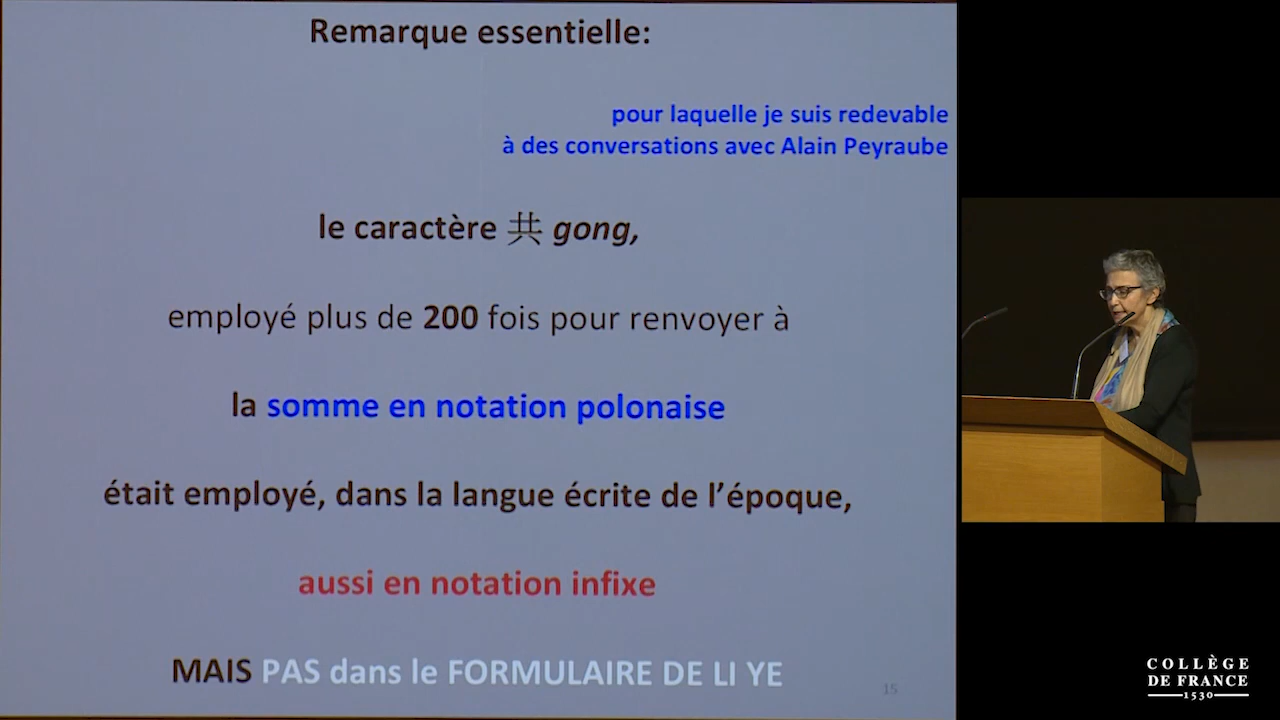 Remarque essentielle:
pour laquelle je suis redevable
à des conversations avec Alain Peyraube
le caractère 共 gong,
employé plus de 200 fois pour renvoyer à
la somme en notation polonaise
était employé, dans la langue écrite de l’époque,
aussi en notation infixe
MAIS PAS dans le FORMULAIRE DE LI YE
15
COLLÈGE
DE FRANCE
1530